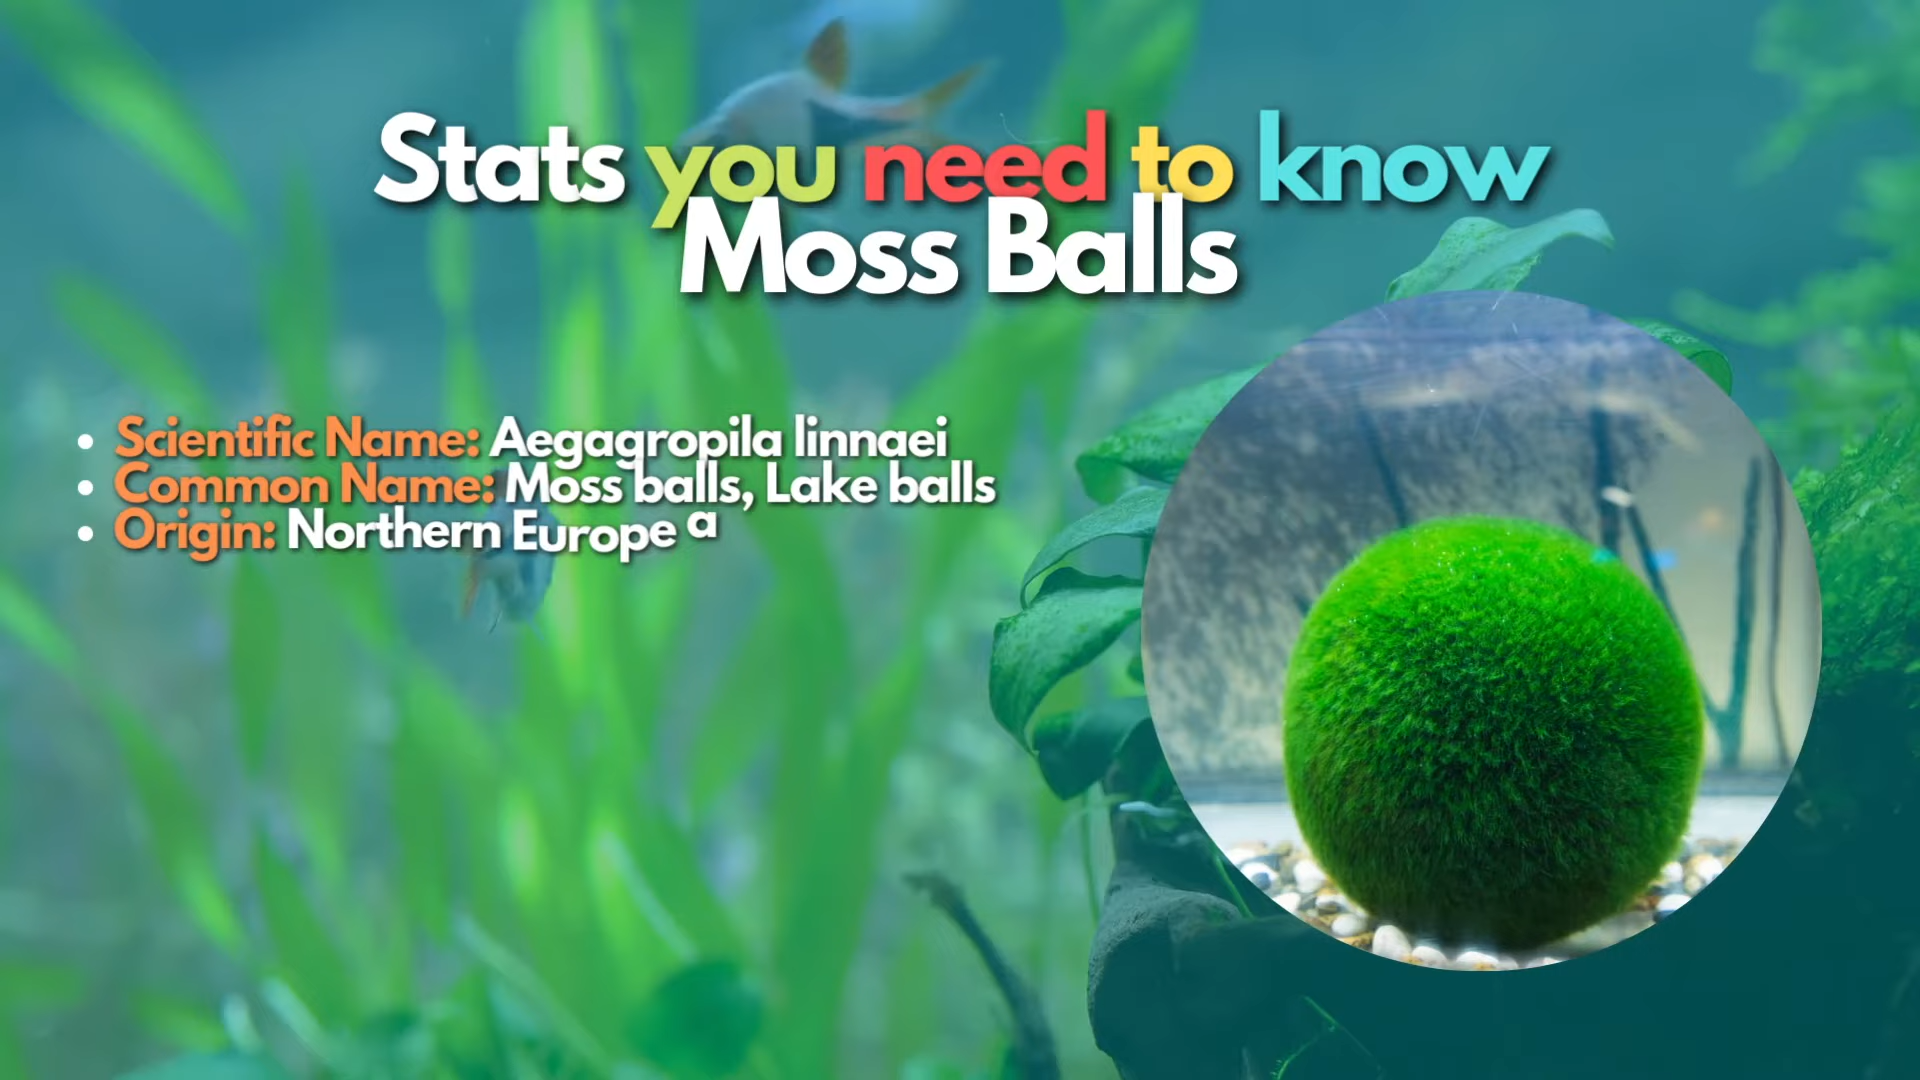 Stats you need to know
Moss Balls
• Scientific Name: Aegagropila linnaei
• Common Name: Moss balls, Lake balls
• Origin: Northern Europe a